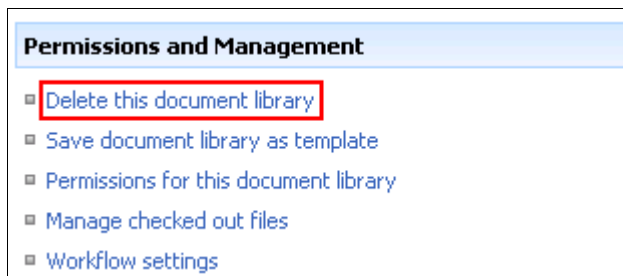 Permissions and Management
Delete this document library
Save document library as template
Permissions for this document library
Manage checked out files
Workflow settings